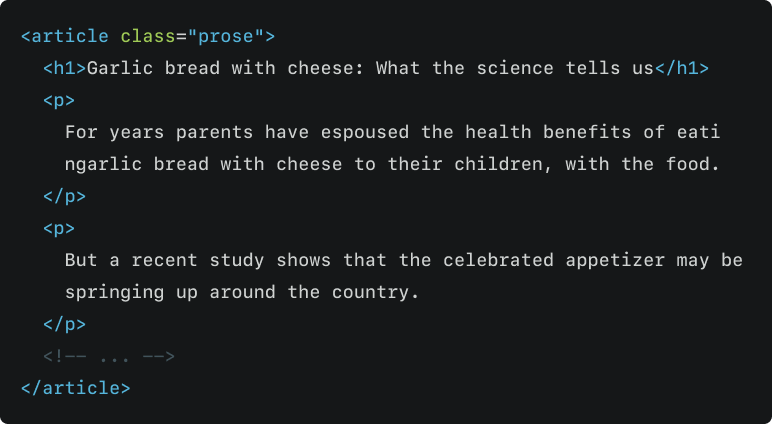 <article class="prose">
<h1>Garlic bread with cheese: What the science tells us</h1>
<p>
For years parents have espoused the health benefits of eati
ngarlic bread with cheese to their children, with the food.
</p>
<p>
But a recent study shows that the celebrated appetizer may be
springing up around the country.
</p>
<!-- ... -->
</article>